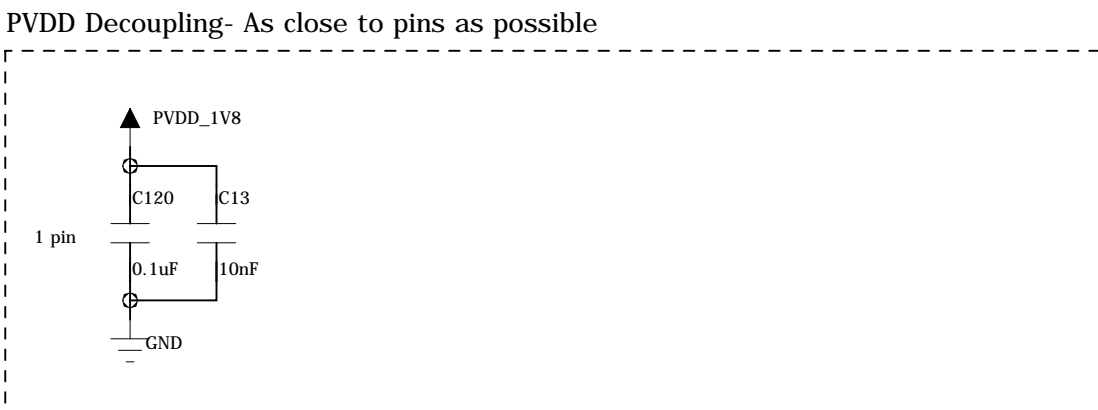 PVDD Decoupling- As close to pins as possible
PVDD_1V8
C120
C13
1 pin
0.1uF
10nF
GND